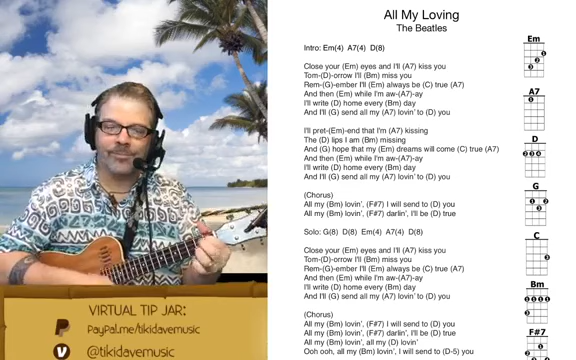 All My Loving
The Beatles
Intro: Em(4) A7(4) D(8)
Close your (Em) eyes and I'll (A7) kiss you
Tom-(D)-orrow I'll (Bm) miss you
Rem-(G)-ember I'll (Em) always be (C) true (A7)
And then (Em) while I'm aw-(A7)-ay
I'll write (D) home every (Bm) day
And I'll (G) send all my (A7) lovin' to (D) you
I'll pret-(Em)-end that I'm (A7) kissing
The (D) lips I am (Bm) missing
And (G) hope that my (Em) dreams will come (C) true (A7)
And then (Em) while I'm aw-(A7)-ay
I'll write (D) home every (Bm) day
And I'll (G) send all my (A7) lovin' to (D) you
(Chorus)
All my (Bm) lovin', (F#7) I will send to (D) you
All my (Bm) lovin', (F#7) darlin', I'll be (D) true
Solo: G(8) D(8) Em(4) A7(4) D(8)
Close your (Em) eyes and I'll (A7) kiss you
Tom-(D)-orrow I'll (Bm) miss you
Rem-(G)-ember I'll (Em) always be (C) true (A7)
And then (Em) while I'm aw-(A7)-ay
I'll write (D) home every (Bm) day
And I'll (G) send all my (A7) lovin' to (D) you
(Chorus)
All my (Bm) lovin', (F#7) I will send to (D) you
All my (Bm) lovin', (F#7) darlin', I'll be (D) true
All my (Bm) lovin', all my (D) lovin'
Ooh ooh, all my (Bm) lovin', I will send to (D-5) you
Em
A7
D
G
C
Bm
F#7
VIRTUAL TIP JAR:
PayPal.me/tikidavemusic
@tikidavemusic